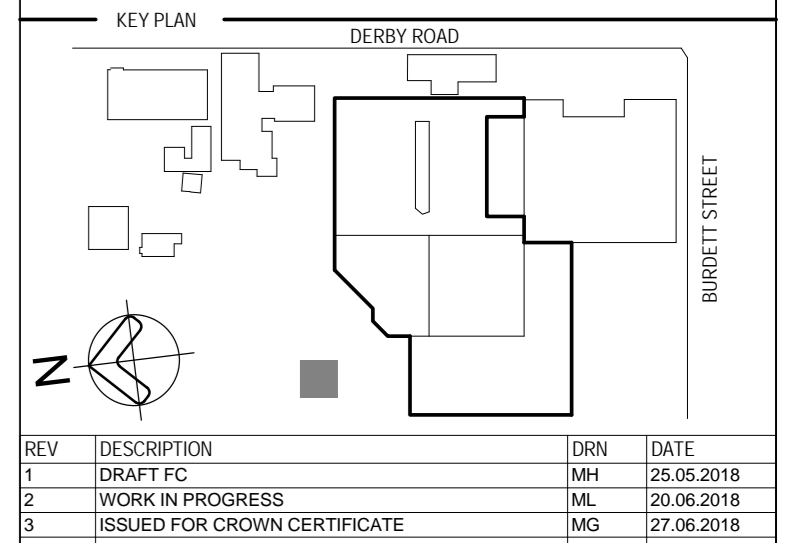 KEY PLAN
DERBY ROAD
BURDETT STREET
N
REV DESCRIPTION DRN DATE
1 DRAFT FC MH 25.05.2018
2 WORK IN PROGRESS ML 20.06.2018
3 ISSUED FOR CROWN CERTIFICATE MG 27.06.2018